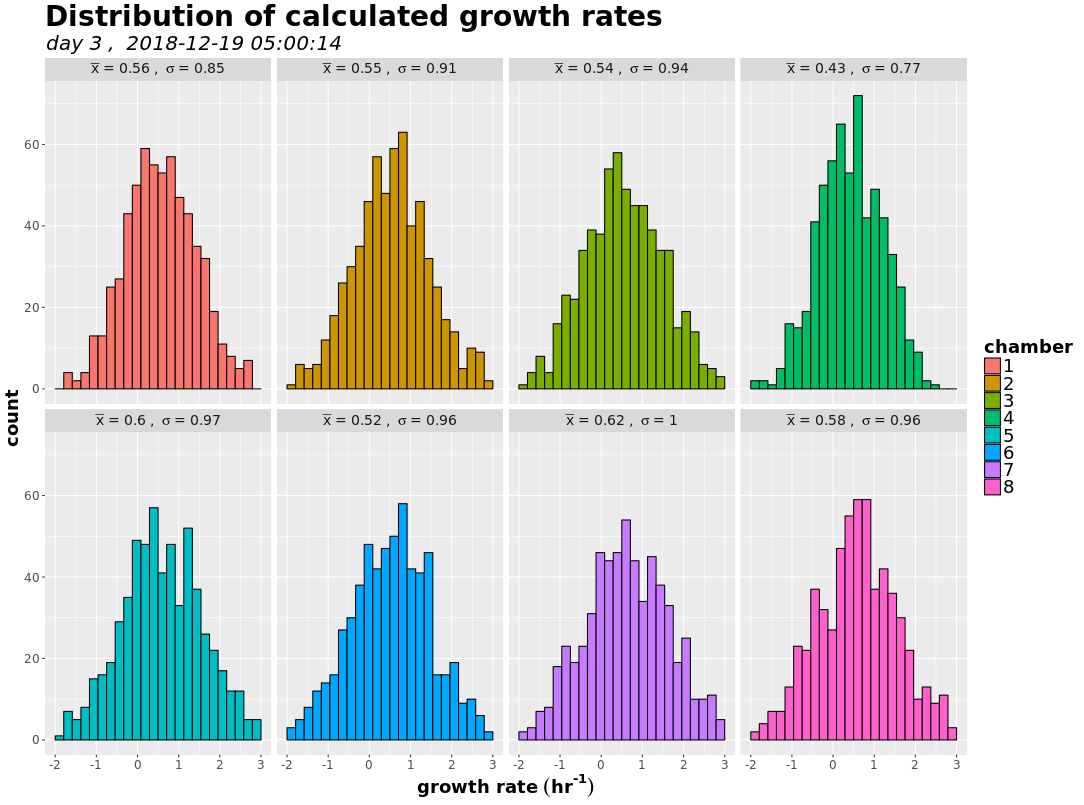 Distribution of calculated growth rates
day 3 , 2018-12-19 05:00:14
x̅ = 0.56 , σ = 0.85
x̅ = 0.55 , σ = 0.91
x̅ = 0.54 , σ = 0.94
x̅ = 0.43 , σ = 0.77
60
40
20
0
x̅ = 0.6 , σ = 0.97
x̅ = 0.52 , σ = 0.96
x̅ = 0.62 , σ = 1
x̅ = 0.58 , σ = 0.96
60
40
20
0
-2 -1 0 1 2 3
-2 -1 0 1 2 3
-2 -1 0 1 2 3
-2 -1 0 1 2 3
growth rate (hr⁻¹)
count
chamber
1
2
3
4
5
6
7
8